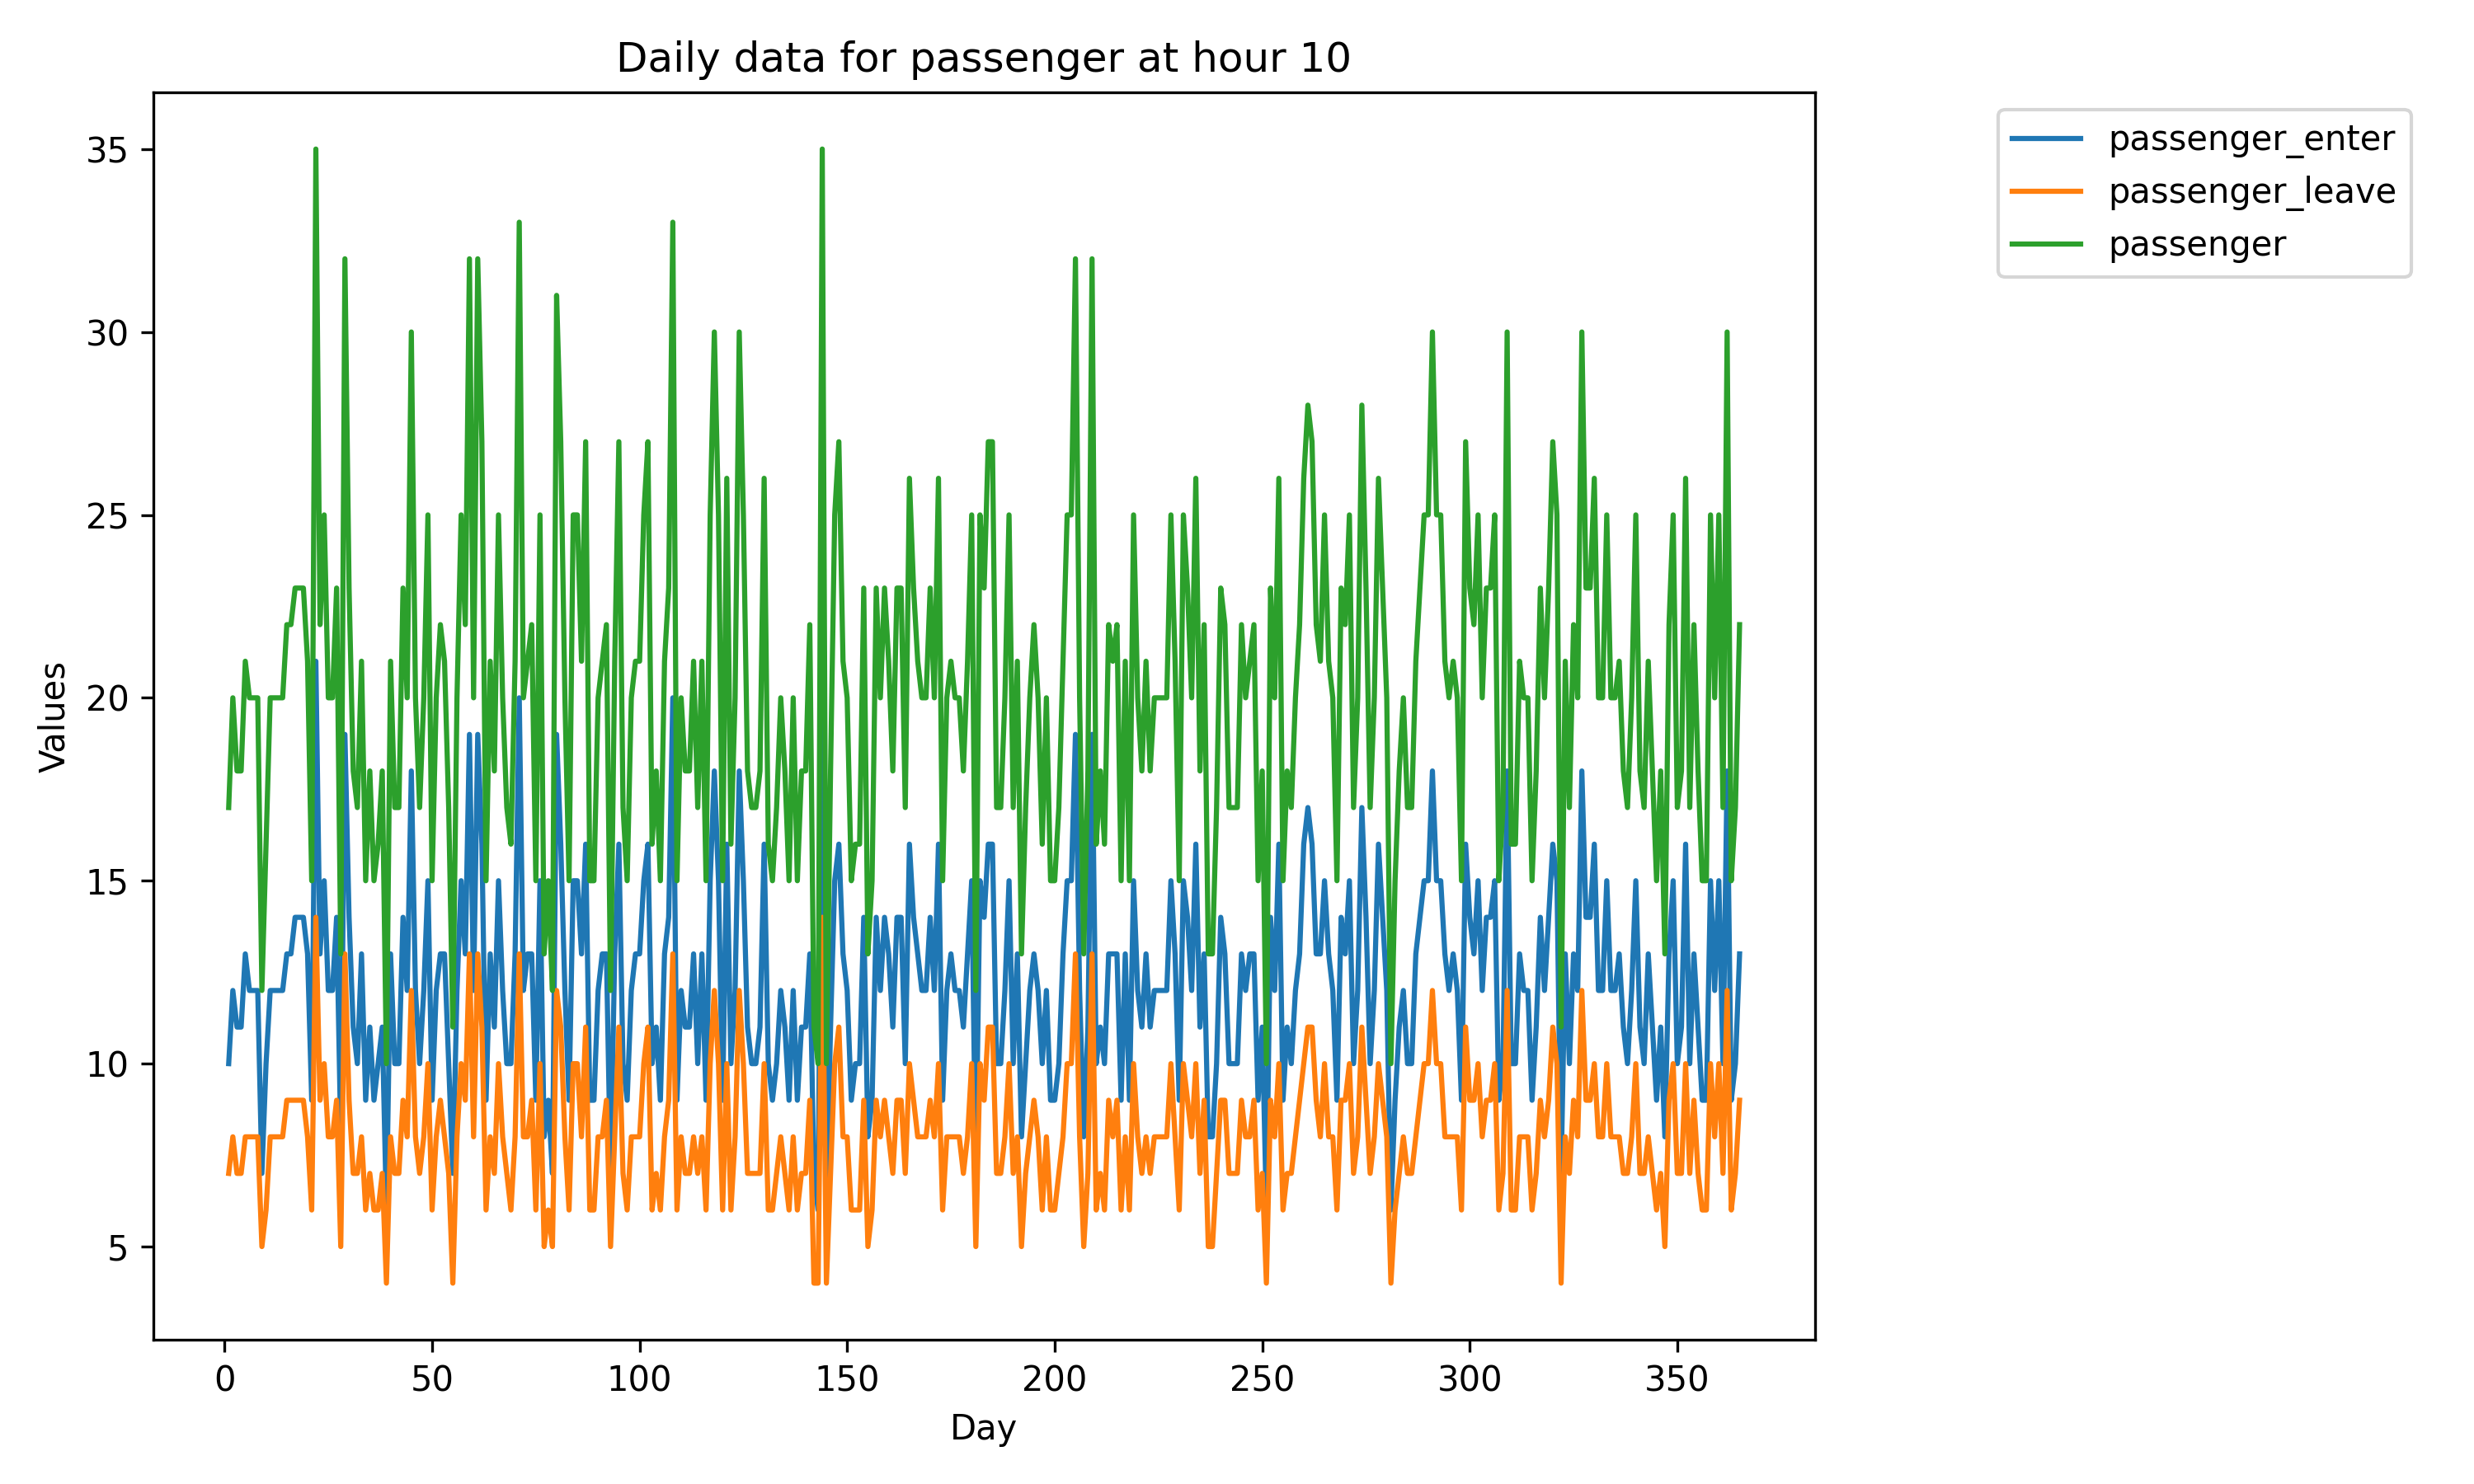 Daily data for passenger at hour 10
passenger_enter
passenger_leave
passenger
35
30
25
20
15
10
5
Values
0 50 100 150 200 250 300 350
Day